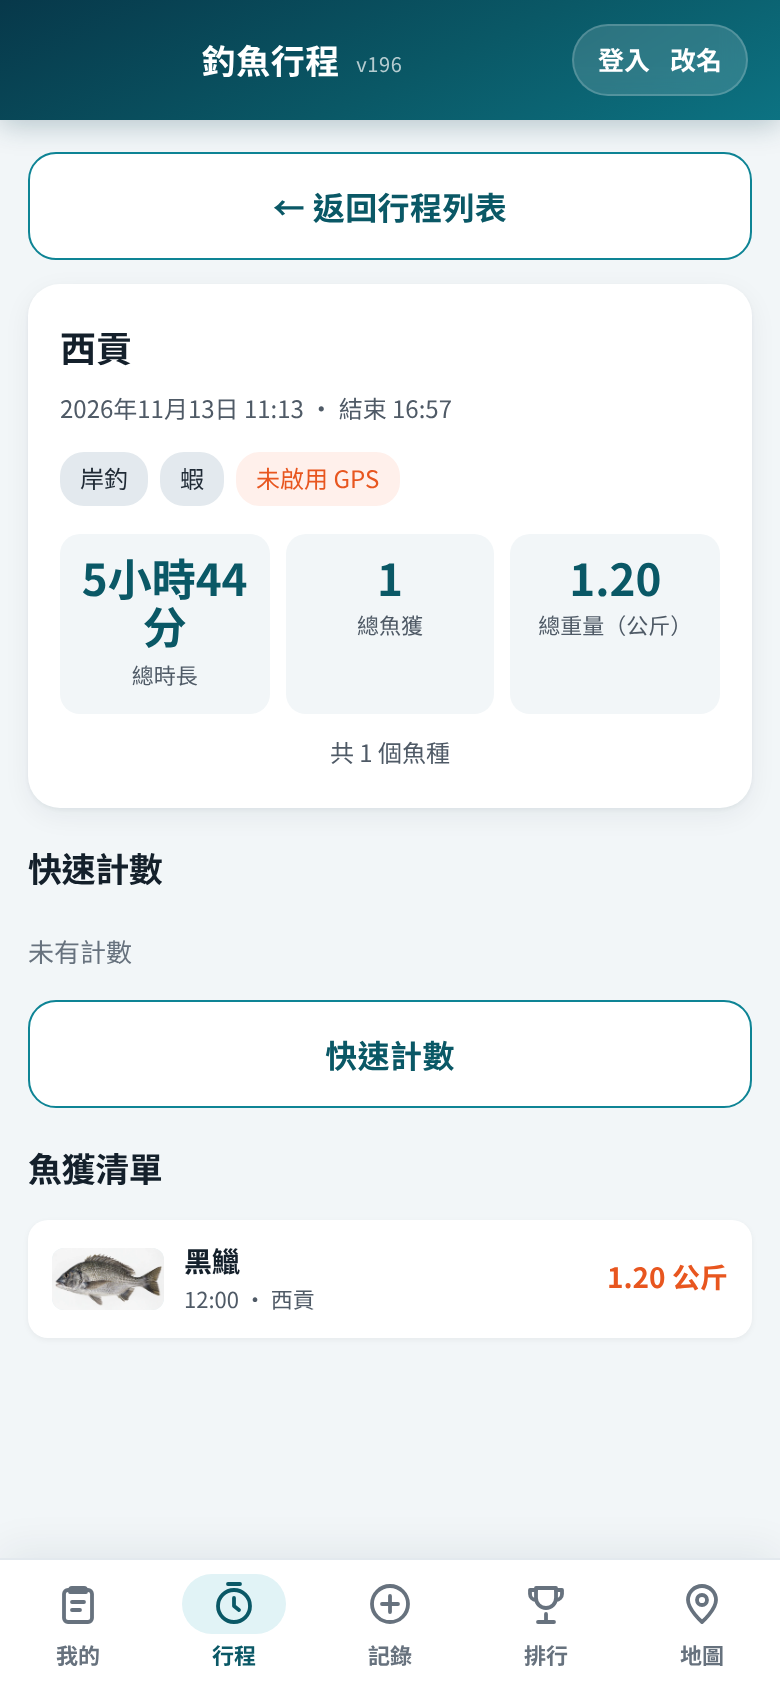 釣魚行程 v196
登入 改名
← 返回行程列表
西貢
2026年11月13日 11:13 · 結束 16:57
岸釣 蝦 未啟用 GPS
5小時44
分
總時長
1
總魚獲
1.20
總重量（公斤）
共 1 個魚種
快速計數
未有計數
快速計數
魚獲清單
黑鱲
12:00 · 西貢
1.20 公斤
我的 行程 記錄 排行 地圖